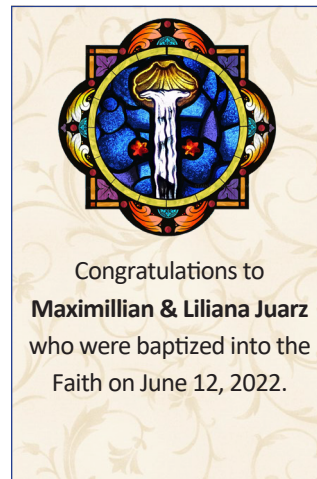 Congratulations to
Maximillian & Liliana Juarz
who were baptized into the
Faith on June 12, 2022.